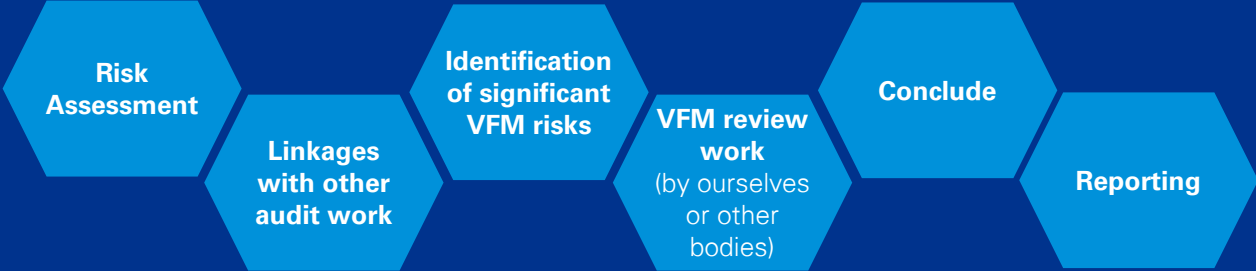 Risk
Assessment
Linkages
with other
audit work
Identification
of significant
VFM risks
VFM review
work
(by ourselves
or other
bodies)
Conclude
Reporting